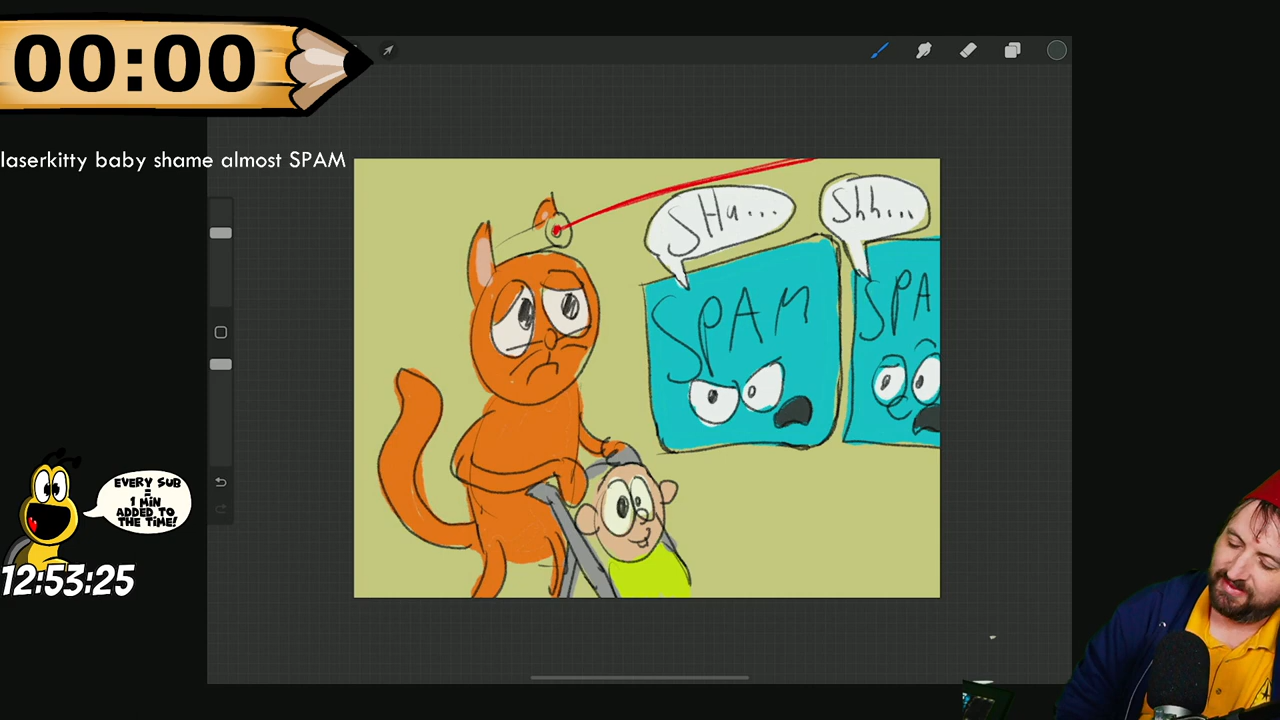 00:00
laserkitty baby shame almost SPAM
SHa...
Shh...
SPAM
SPA
EVERY SUB
=
1 MIN
ADDED TO
THE TIME!
12:53:25